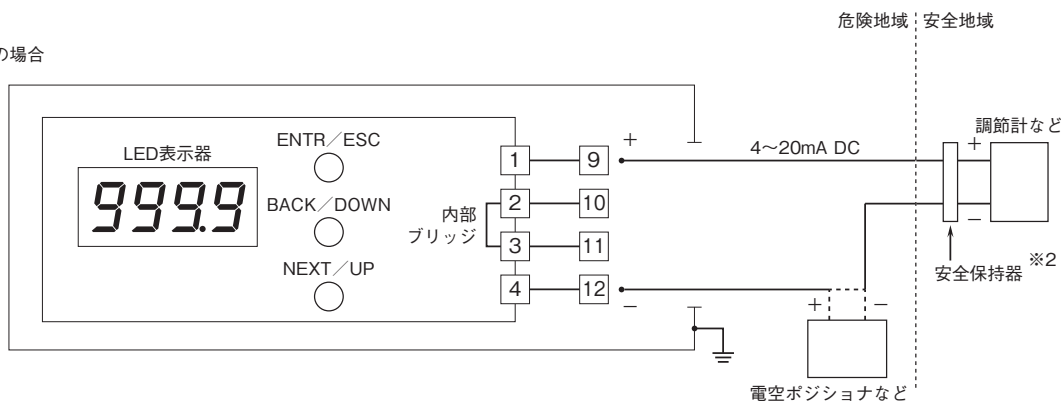 の場合
危険地域
安全地域
LED表示器
999.9
ENTR／ESC
BACK／DOWN
NEXT／UP
内部
ブリッジ
1
2
3
4
9
10
11
12
+
−
4～20mA DC
+
−
調節計など
※2
安全保持器
+
−
電空ポジショナなど